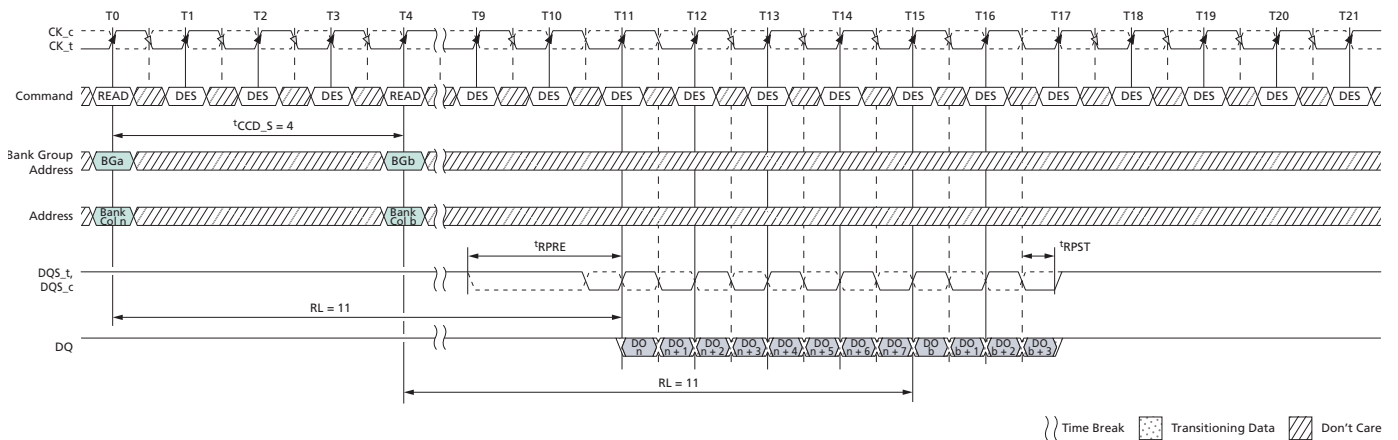 T0 T1 T2 T3 T4 T9 T10 T11 T12 T13 T14 T15 T16 T17 T18 T19 T20 T21
CK_c
CK_t
Command READ DES DES DES READ DES DES DES DES DES DES DES DES DES DES DES DES DES
tCCD_S = 4
Bank Group
Address
BGa BGb
Address
Bank
Col n
Bank
Col b
tRPRE tRPST
DQS_t,
DQS_c
RL = 11
DQ
DO
n
DO
n + 1
DO
n + 2
DO
n + 3
DO
n + 4
DO
n + 5
DO
n + 6
DO
n + 7
DO
b
DO
b + 1
DO
b + 2
DO
b + 3
RL = 11
Time Break Transitioning Data Don't Care